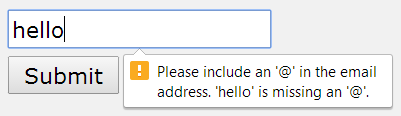 hello
Submit
Please include an '@' in the email
address. 'hello' is missing an '@'.